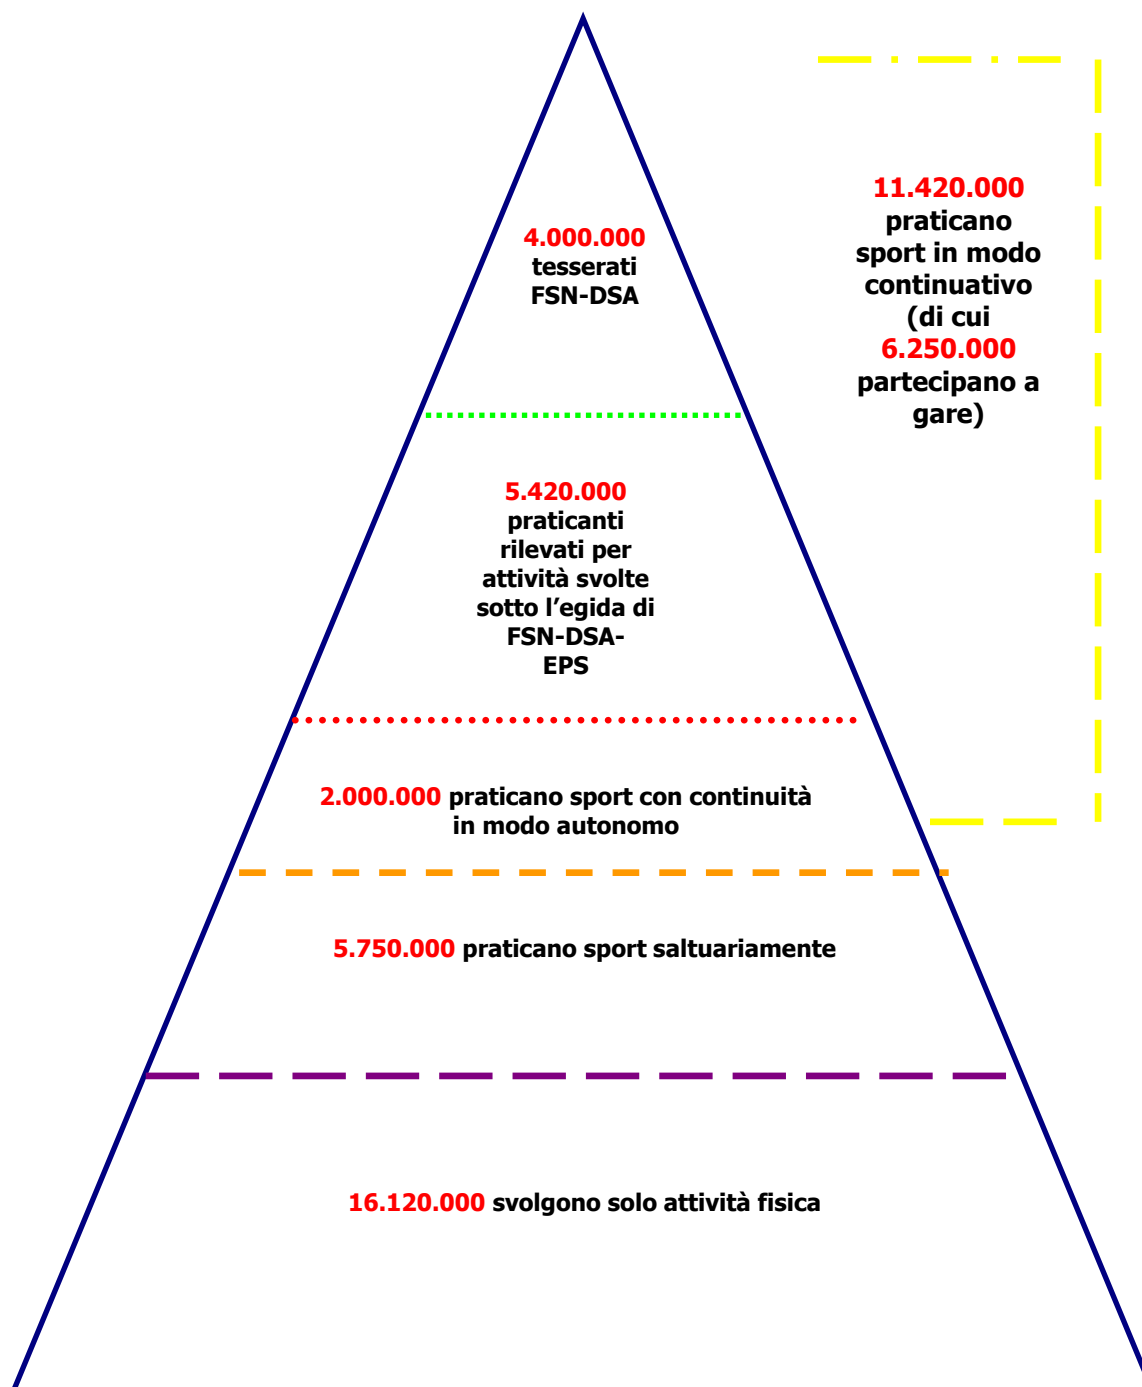 4.000.000
tesserati
FSN-DSA
11.420.000
praticano
sport in modo
continuativo
(di cui
6.250.000
partecipano a
gare)
5.420.000
praticanti
rilevati per
attività svolte
sotto l’egida di
FSN-DSA-
EPS
2.000.000 praticano sport con continuità
in modo autonomo
5.750.000 praticano sport saltuariamente
16.120.000 svolgono solo attività fisica